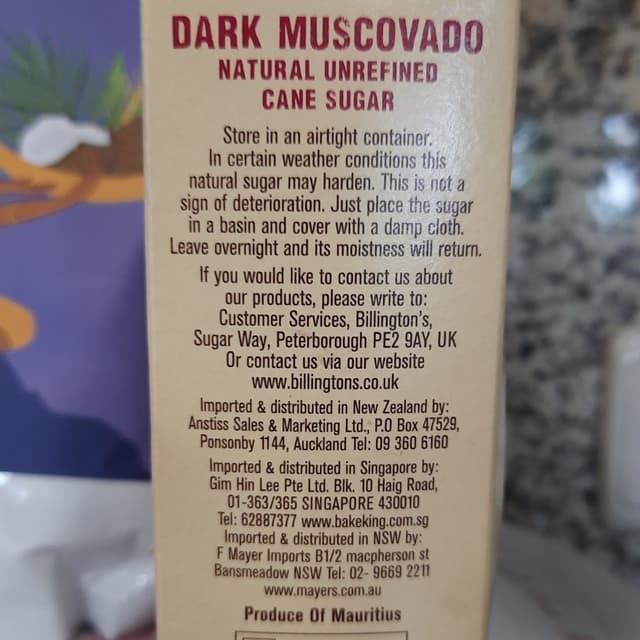 DARK MUSCOVADO
NATURAL UNREFINED
CANE SUGAR
Store in an airtight container.
In certain weather conditions this
natural sugar may harden. This is not a
sign of deterioration. Just place the sugar
in a basin and cover with a damp cloth.
Leave overnight and its moistness will return.
If you would like to contact us about
our products, please write to:
Customer Services, Billington's,
Sugar Way, Peterborough PE2 9AY, UK
Or contact us via our website
www.billingtons.co.uk
Imported & distributed in New Zealand by:
Anstiss Sales & Marketing Ltd., P.O Box 47529,
Ponsonby 1144, Auckland Tel: 09 360 6160
Imported & distributed in Singapore by:
Gim Hin Lee Pte Ltd. Blk. 10 Haig Road,
01-363/365 SINGAPORE 430010
Tel: 62887377 www.bakeking.com.sg
Imported & distributed in NSW by:
F Mayer Imports B1/2 macpherson st
Bansmeadow NSW Tel: 02- 9669 2211
www.mayers.com.au
Produce Of Mauritius